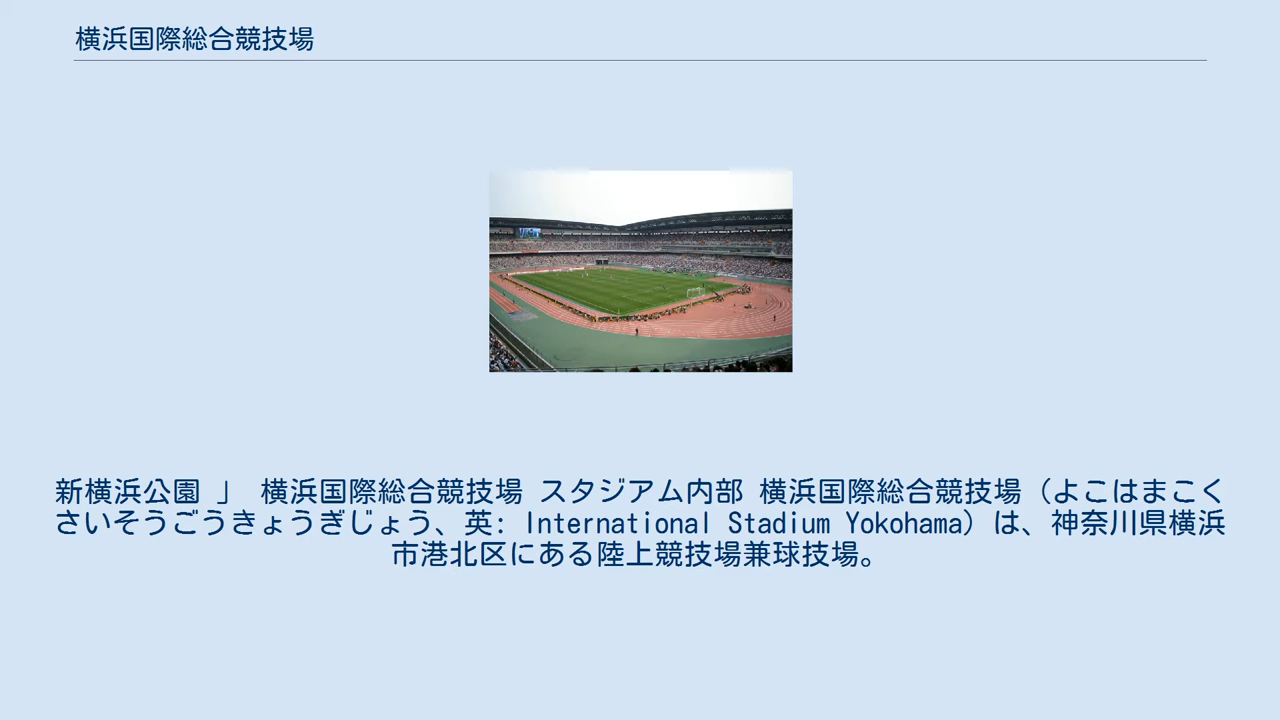 横浜国際総合競技場
新横浜公園 」 横浜国際総合競技場 スタジアム内部 横浜国際総合競技場（よこはまこく
さいそうごうきょうぎじょう、英: International Stadium Yokohama）は、神奈川県横浜
市港北区にある陸上競技場兼球技場。